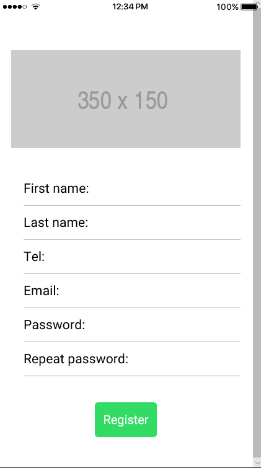 12:34 PM
100%
350 x 150
First name:
Last name:
Tel:
Email:
Password:
Repeat password:
Register